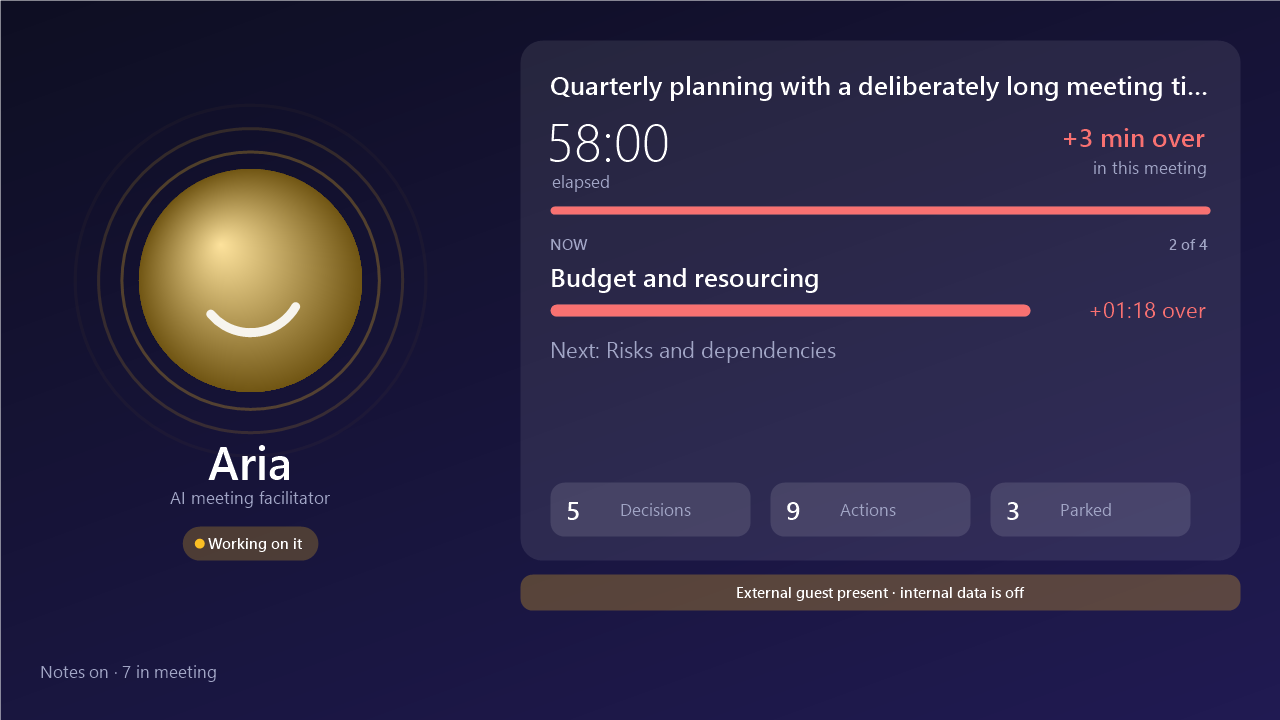 Quarterly planning with a deliberately long meeting ti...
58:00
+3 min over
elapsed
in this meeting
NOW
2 of 4
Budget and resourcing
+01:18 over
Next: Risks and dependencies
5 Decisions
9 Actions
3 Parked
External guest present · internal data is off
Aria
AI meeting facilitator
Working on it
Notes on · 7 in meeting